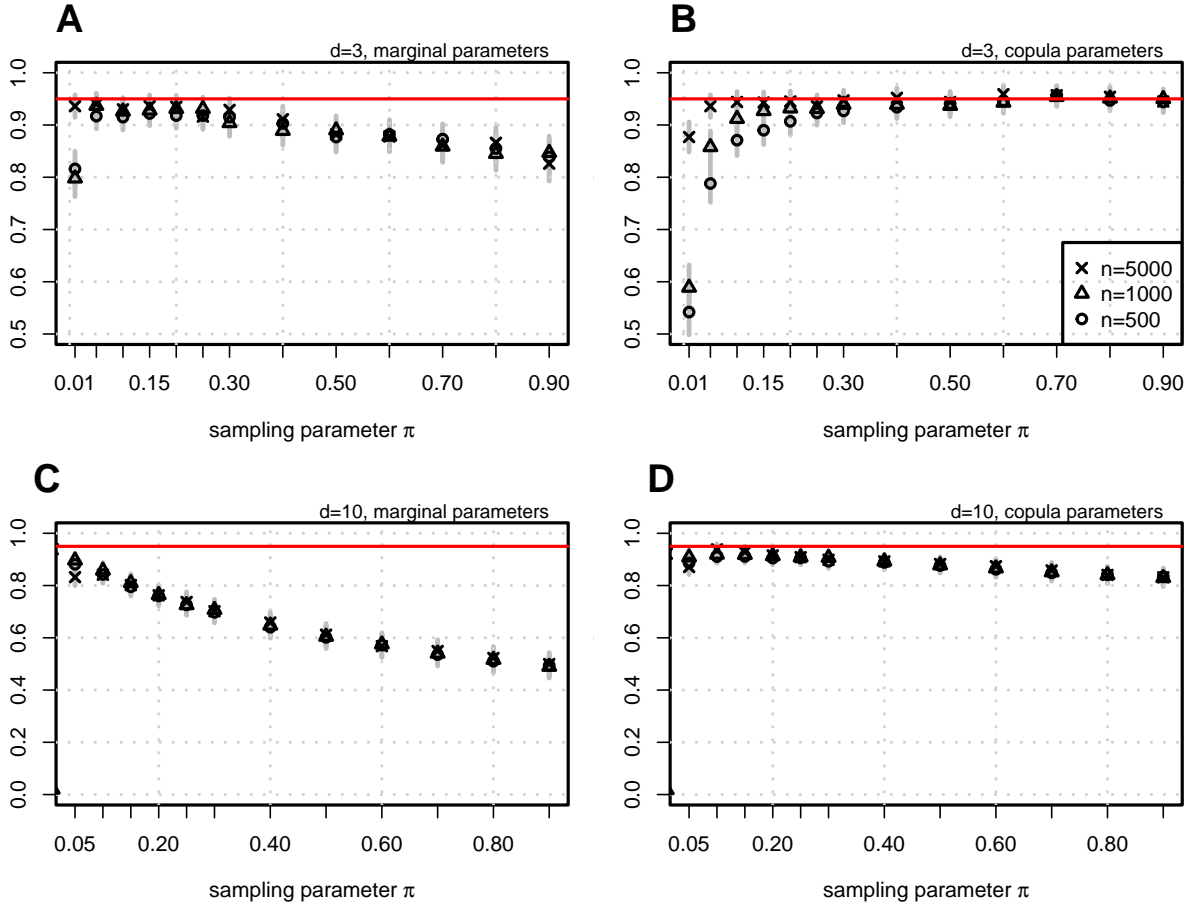 A
d=3, marginal parameters
1.0
0.9
0.8
0.7
0.6
0.5
0.01 0.15 0.30 0.50 0.70 0.90
sampling parameter π
B
d=3, copula parameters
1.0
0.9
0.8
0.7
0.6
0.5
n=5000
n=1000
n=500
0.01 0.15 0.30 0.50 0.70 0.90
sampling parameter π
C
d=10, marginal parameters
1.0
0.8
0.6
0.4
0.2
0.0
0.05 0.20 0.40 0.60 0.80
sampling parameter π
D
d=10, copula parameters
1.0
0.8
0.6
0.4
0.2
0.0
0.05 0.20 0.40 0.60 0.80
sampling parameter π